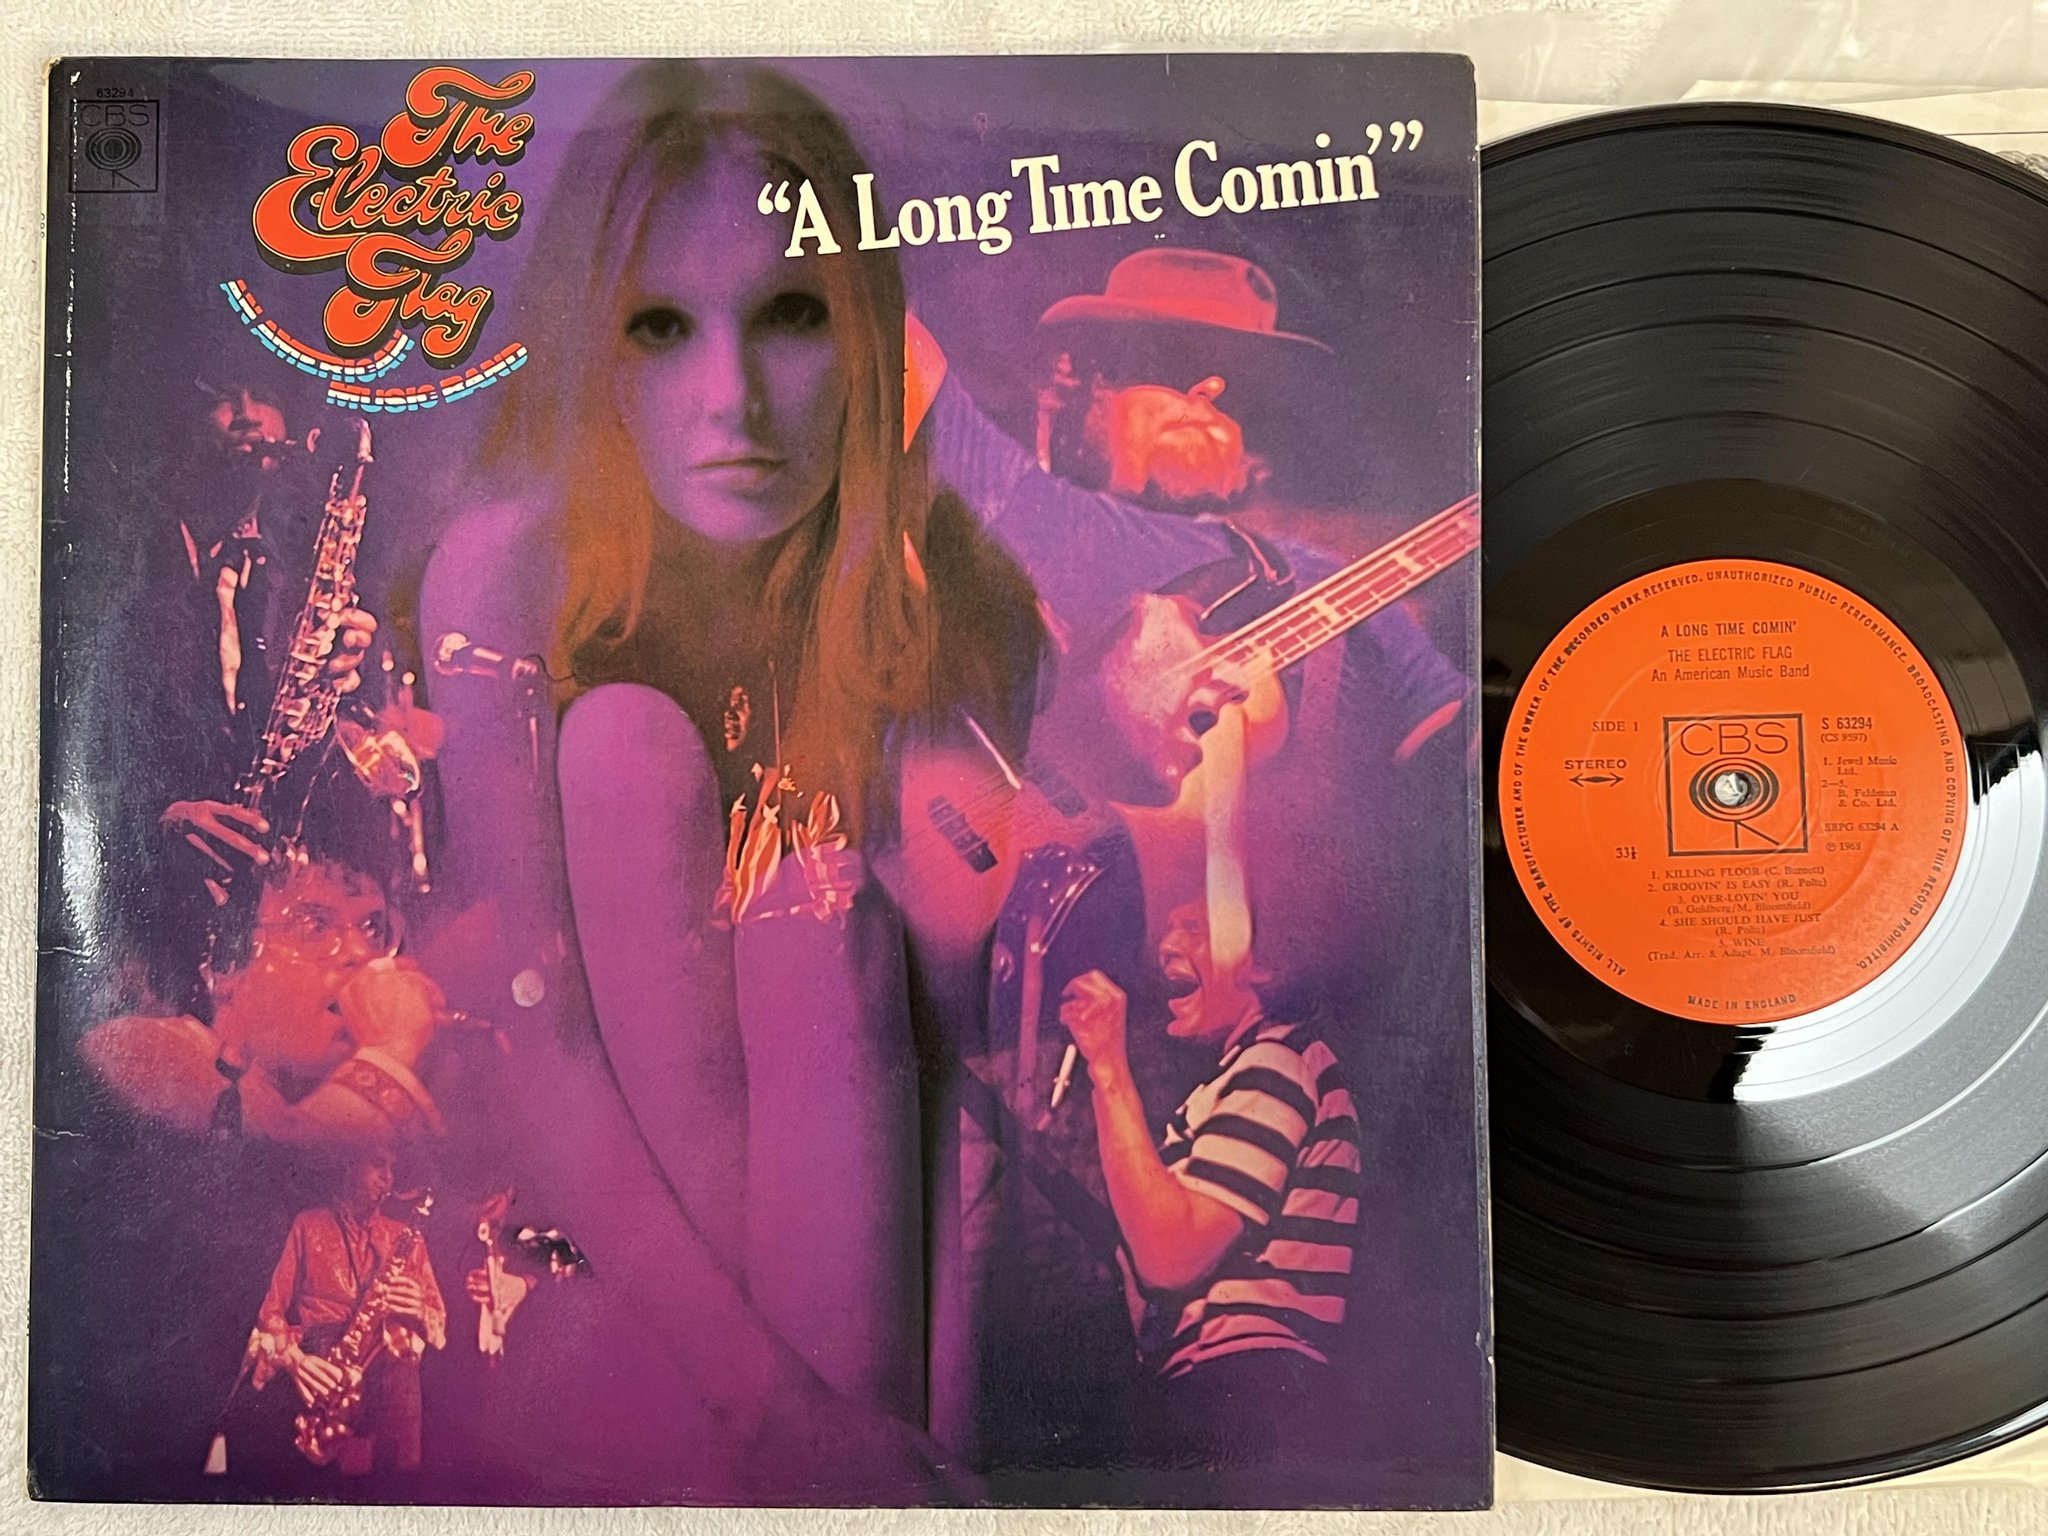 63294
CBS
The
Electric
Flag
AN AMERICAN
MUSIC BAND
“A Long Time Comin’”
ALL RIGHTS OF THE MANUFACTURER AND OF THE OWNER OF THE RECORDED WORK RESERVED. UNAUTHORIZED PUBLIC PERFORMANCE, BROADCASTING AND COPYING OF THIS RECORD PROHIBITED.
A LONG TIME COMIN'
THE ELECTRIC FLAG
An American Music Band
SIDE 1
STEREO
CBS
S 63294
(CS 9597)
1. Jewel Music
Ltd.
2—5.
B. Feldman
& Co. Ltd.
SBPG 63294 A
℗ 1968
33⅓
1. KILLING FLOOR (C. Burnett)
2. GROOVIN' IS EASY (R. Polte)
3. OVER-LOVIN' YOU
(B. Goldberg/M. Bloomfield)
4. SHE SHOULD HAVE JUST
(R. Polte)
5. WINE
(Trad. Arr. & Adapt. M. Bloomfield)
MADE IN ENGLAND